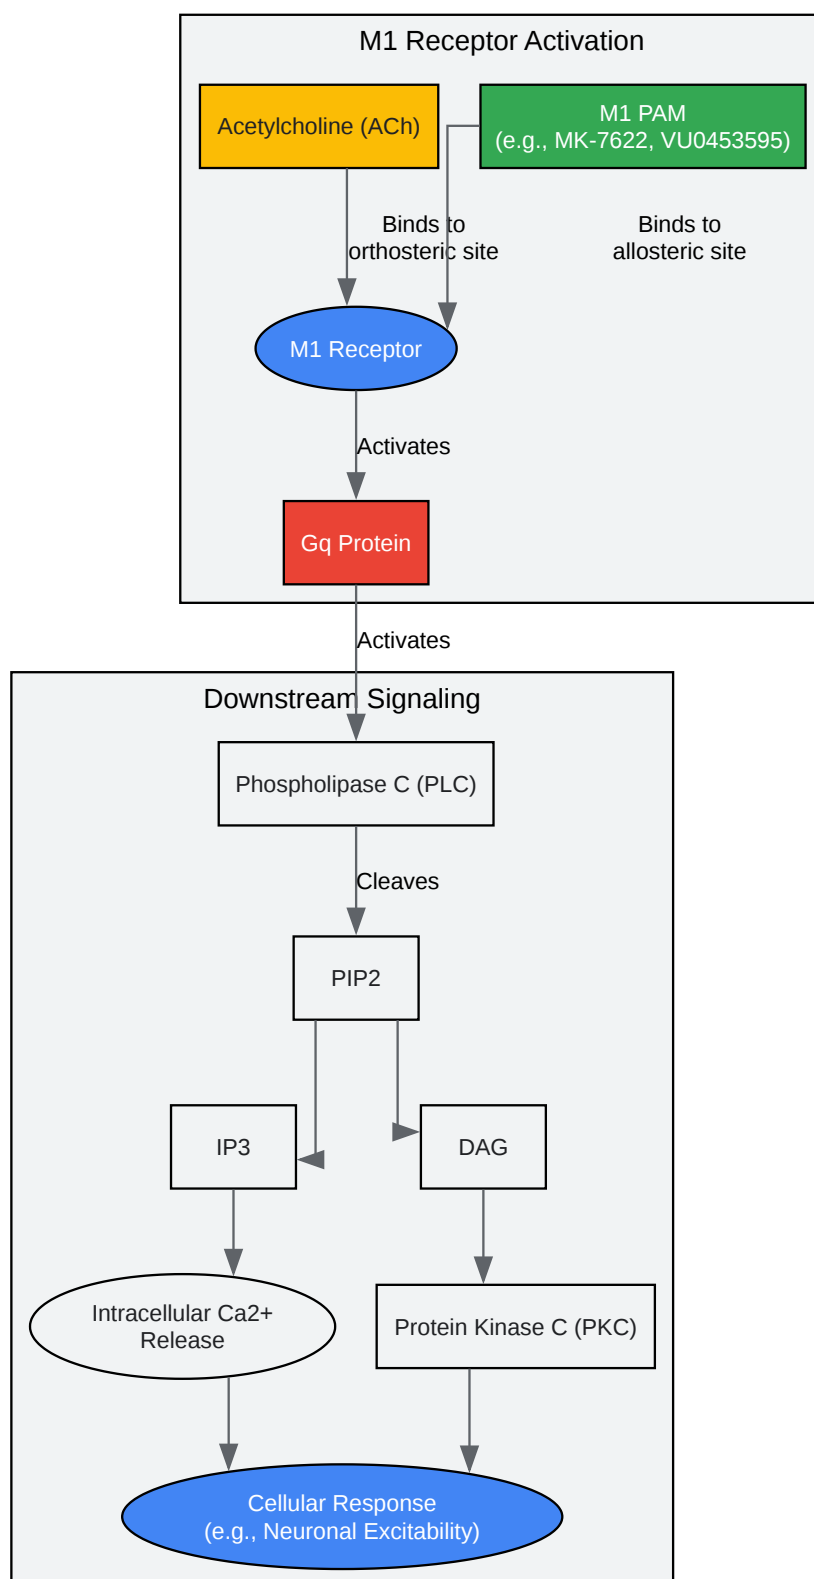 M1 Receptor Activation
Acetylcholine (ACh)
M1 PAM
(e.g., MK-7622, VU0453595)
Binds to
orthosteric site
Binds to
allosteric site
M1 Receptor
Activates
Gq Protein
Activates
Downstream Signaling
Phospholipase C (PLC)
Cleaves
PIP2
IP3
DAG
Intracellular Ca2+
Release
Protein Kinase C (PKC)
Cellular Response
(e.g., Neuronal Excitability)